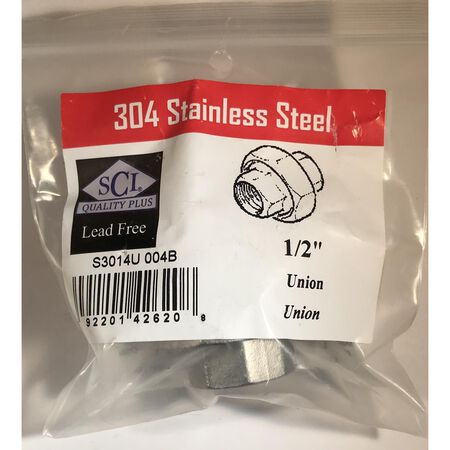 304 Stainless Steel
SCI
QUALITY PLUS
Lead Free
S3014U 004B
92201 42620 8
1/2"
Union
Union